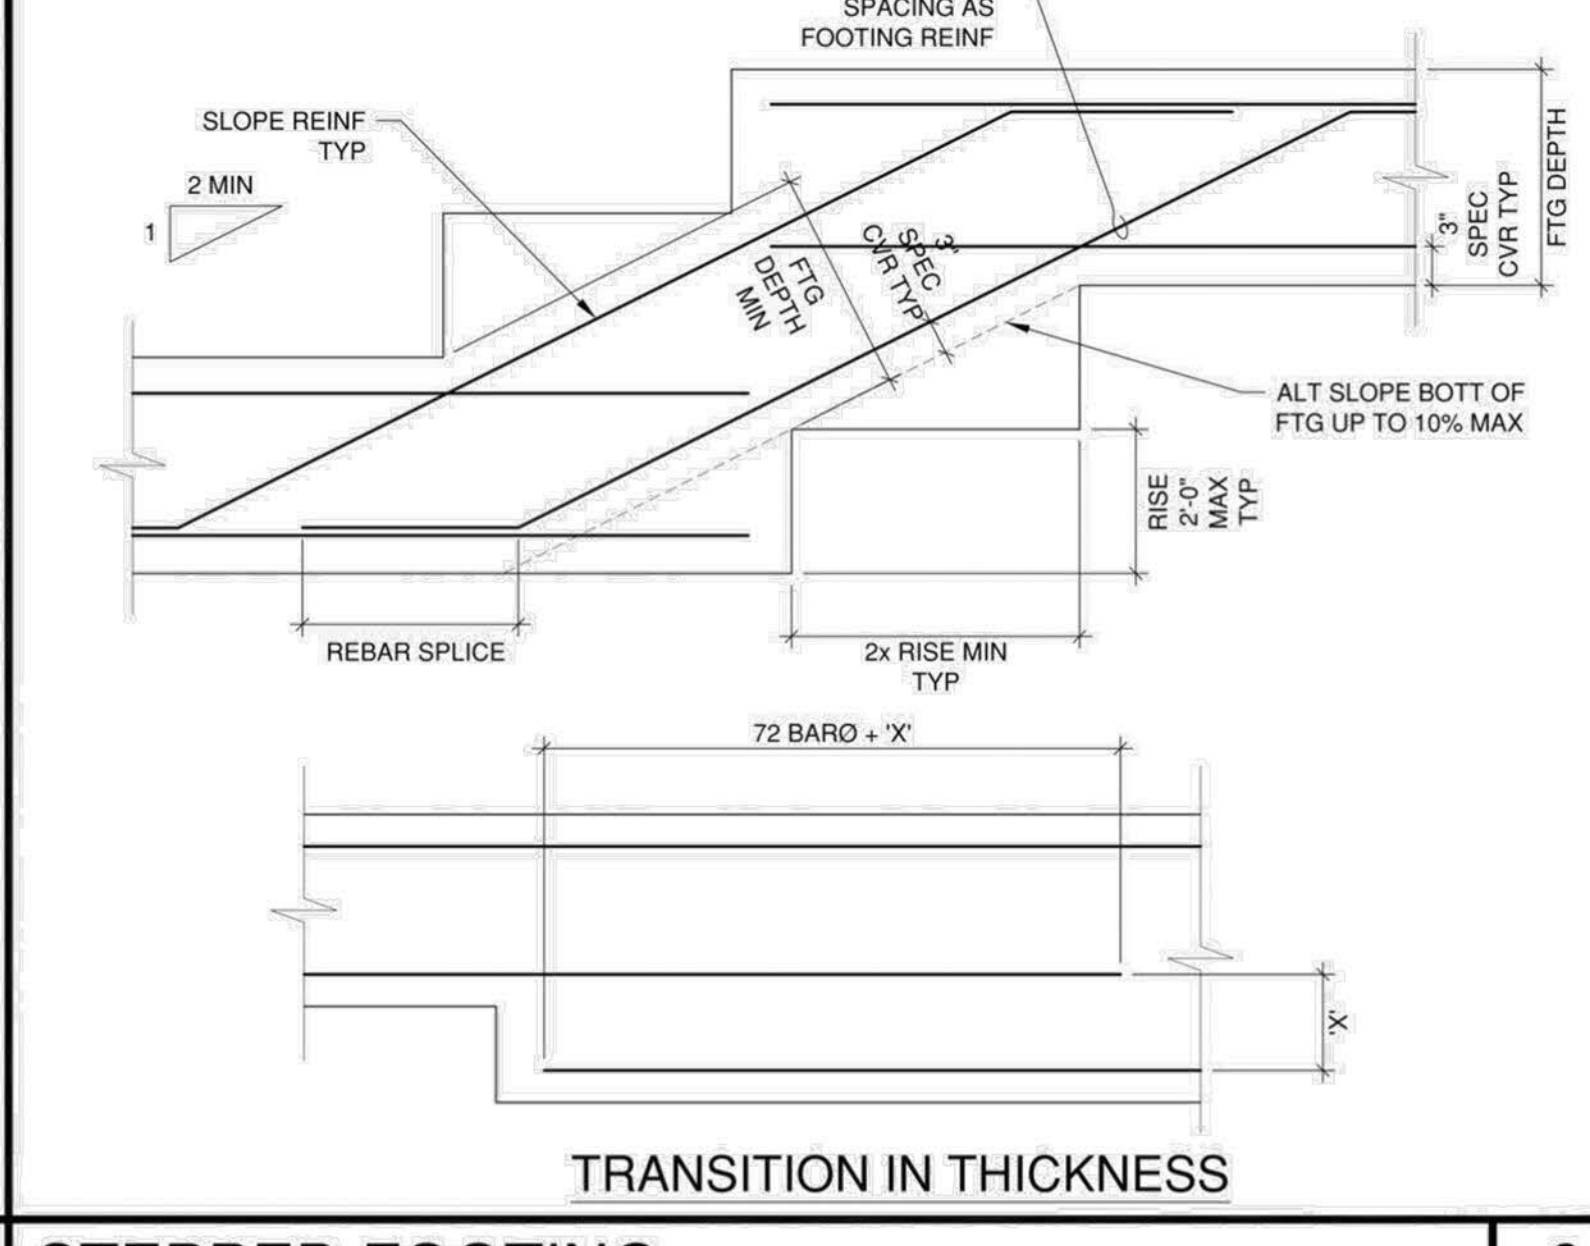 SPACING AS
FOOTING REINF
SLOPE REINF
TYP
2 MIN
1
FTG
DEPTH
MIN
3"
SPEC
CVR TYP
3"
SPEC
CVR TYP
FTG DEPTH
ALT SLOPE BOTT OF
FTG UP TO 10% MAX
RISE
2'-0"
MAX
TYP
REBAR SPLICE
2x RISE MIN
TYP
72 BARØ + 'X'
'X'
TRANSITION IN THICKNESS
STEPPED FOOTING